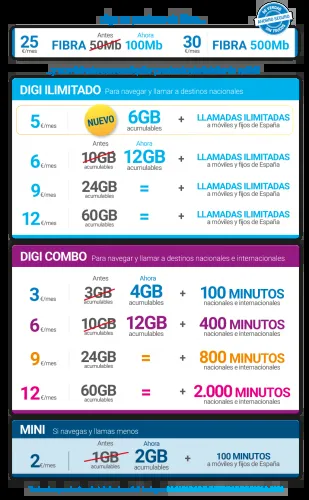 AHORRO SEGURO
Antes Ahora
25 €/mes FIBRA 50Mb 100Mb
30 €/mes FIBRA 500Mb
DIGI ILIMITADO Para navegar y llamar a destinos nacionales
5 €/mes NUEVO 6GB acumulables + LLAMADAS ILIMITADAS a móviles y fijos de España
Antes Ahora
6 €/mes 10GB acumulables 12GB acumulables + LLAMADAS ILIMITADAS a móviles y fijos de España
9 €/mes 24GB acumulables = + LLAMADAS ILIMITADAS a móviles y fijos de España
12 €/mes 60GB acumulables = + LLAMADAS ILIMITADAS a móviles y fijos de España
DIGI COMBO Para navegar y llamar a destinos nacionales e internacionales
Antes Ahora
3 €/mes 3GB acumulables 4GB acumulables + 100 MINUTOS nacionales e internacionales
6 €/mes 10GB acumulables 12GB acumulables + 400 MINUTOS nacionales e internacionales
9 €/mes 24GB acumulables = + 800 MINUTOS nacionales e internacionales
12 €/mes 60GB acumulables = + 2.000 MINUTOS nacionales e internacionales
MINI Si navegas y llamas menos
Antes Ahora
2 €/mes 1GB acumulables 2GB acumulables + 100 MINUTOS a móviles y fijos de España